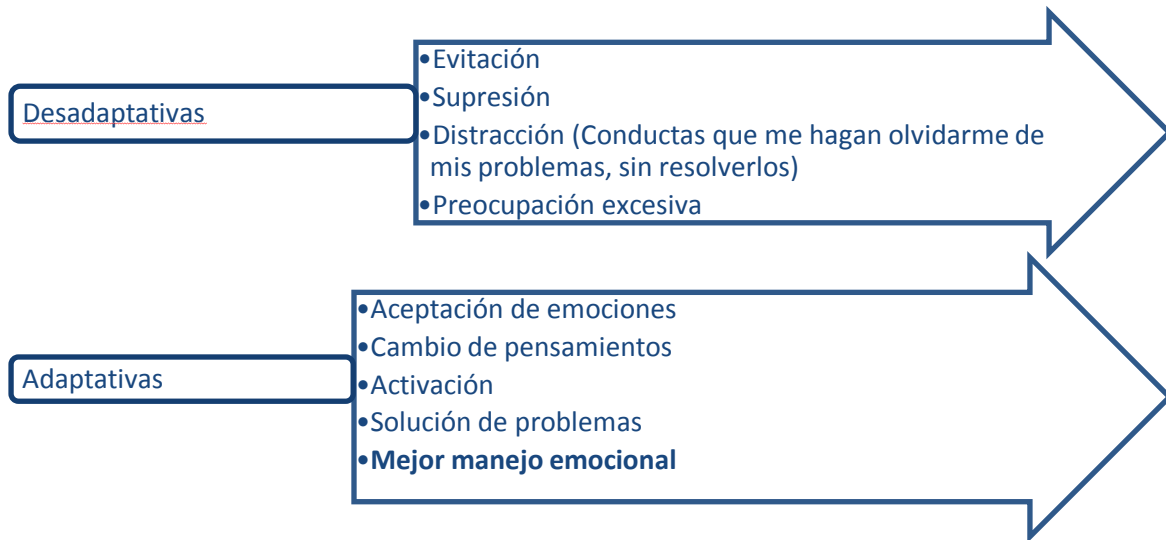 Desadaptativas
•Evitación
•Supresión
•Distracción (Conductas que me hagan olvidarme de
mis problemas, sin resolverlos)
•Preocupación excesiva
Adaptativas
•Aceptación de emociones
•Cambio de pensamientos
•Activación
•Solución de problemas
•Mejor manejo emocional